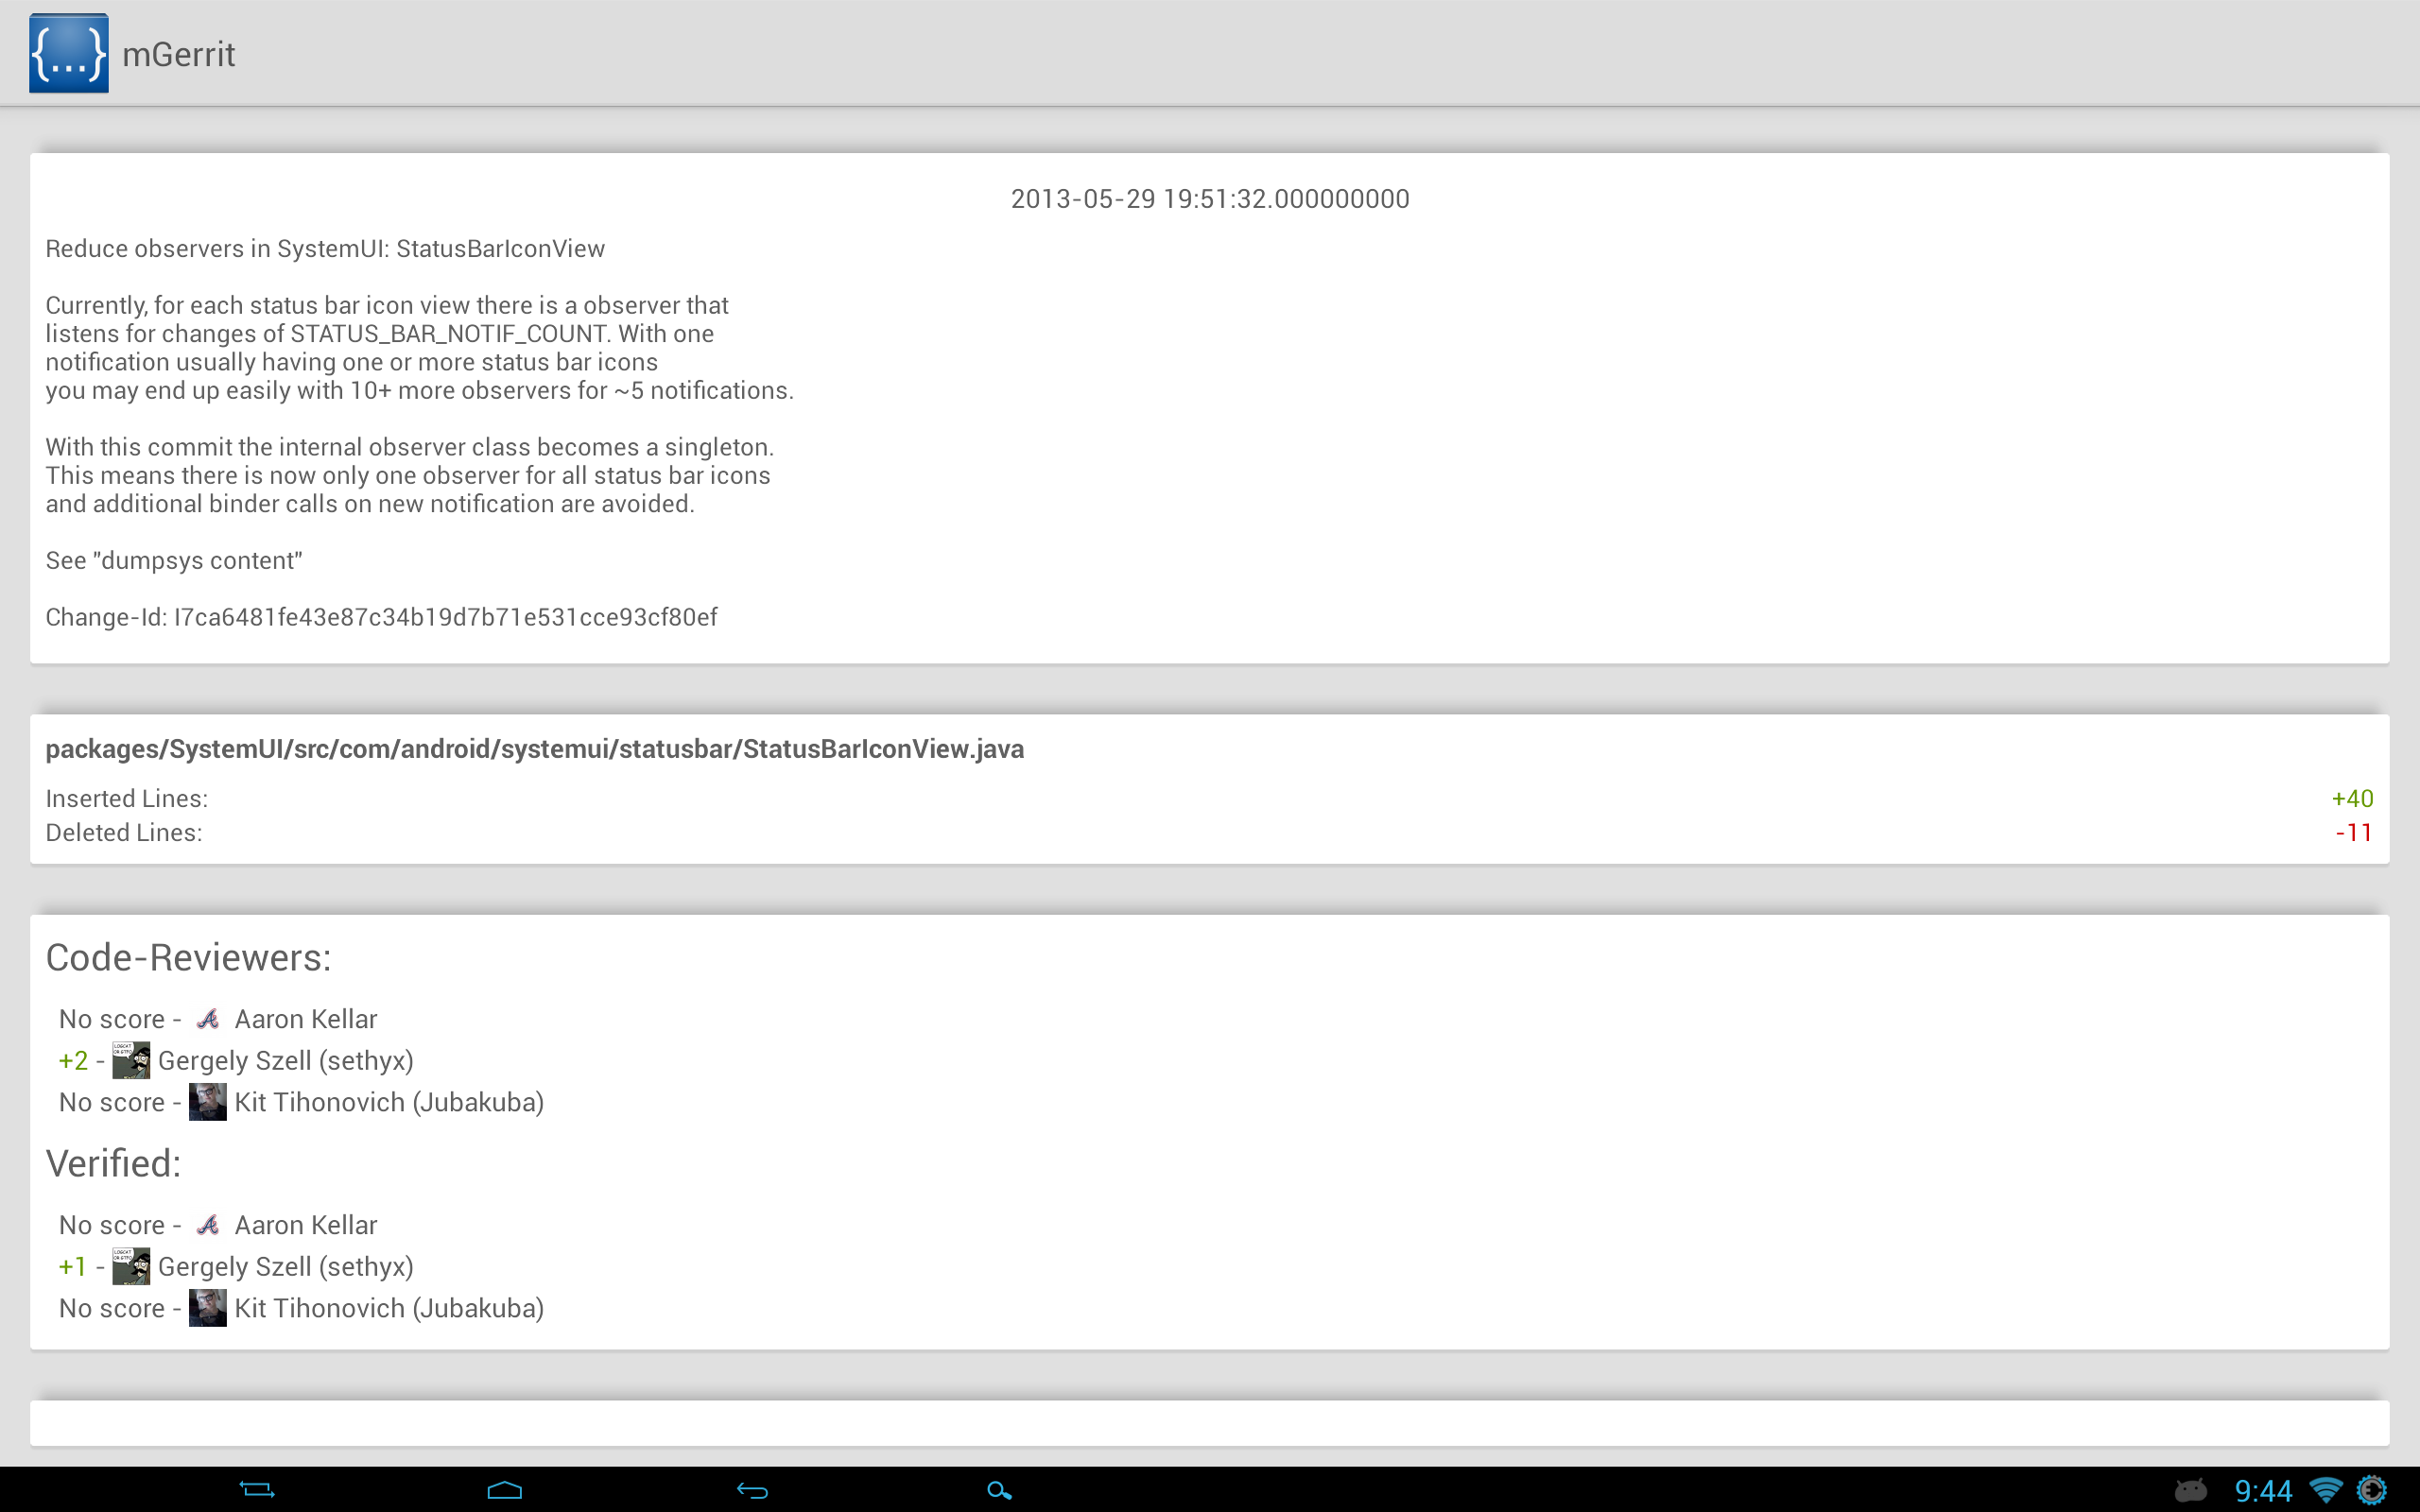 {...} mGerrit
2013-05-29 19:51:32.000000000
Reduce observers in SystemUI: StatusBarIconView
Currently, for each status bar icon view there is a observer that
listens for changes of STATUS_BAR_NOTIF_COUNT. With one
notification usually having one or more status bar icons
you may end up easily with 10+ more observers for ~5 notifications.
With this commit the internal observer class becomes a singleton.
This means there is now only one observer for all status bar icons
and additional binder calls on new notification are avoided.
See "dumpsys content"
Change-Id: I7ca6481fe43e87c34b19d7b71e531cce93cf80ef
packages/SystemUI/src/com/android/systemui/statusbar/StatusBarIconView.java
Inserted Lines: +40
Deleted Lines: -11
Code-Reviewers:
No score - A Aaron Kellar
+2 - Gergely Szell (sethyx)
No score - Kit Tihonovich (Jubakuba)
Verified:
No score - A Aaron Kellar
+1 - Gergely Szell (sethyx)
No score - Kit Tihonovich (Jubakuba)
9:44